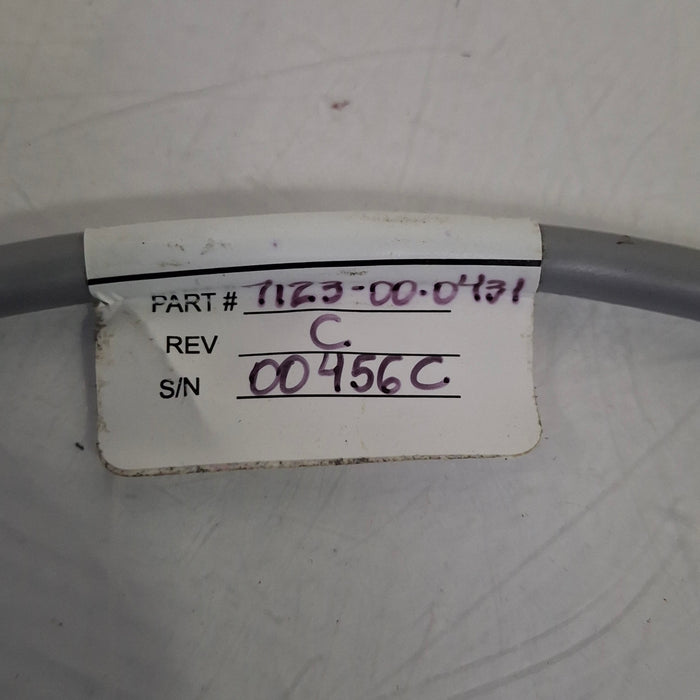 PART # 7123-00-0431
REV C.
S/N 00456C.